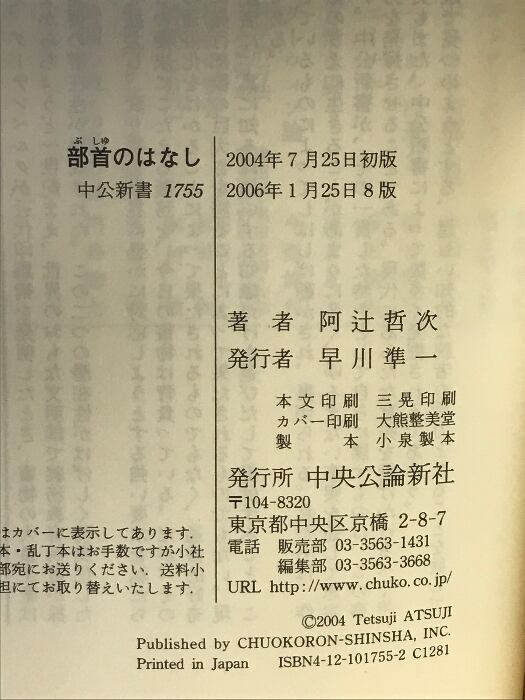 ぶしゅ
部首のはなし
中公新書 1755
2004年7月25日初版
2006年1月25日8版
著者 阿辻哲次
発行者 早川準一
本文印刷 三晃印刷
カバー印刷 大熊整美堂
製本 小泉製本
発行所 中央公論新社
〒104-8320
東京都中央区京橋 2-8-7
電話 販売部 03-3563-1431
編集部 03-3563-3668
URL http://www.chuko.co.jp/
はカバーに表示してあります.
本・乱丁本はお手数ですが小社
部宛にお送りください. 送料小
担にてお取り替えいたします.
©2004 Tetsuji ATSUJI
Published by CHUOKORON-SHINSHA, INC.
Printed in Japan ISBN4-12-101755-2 C1281